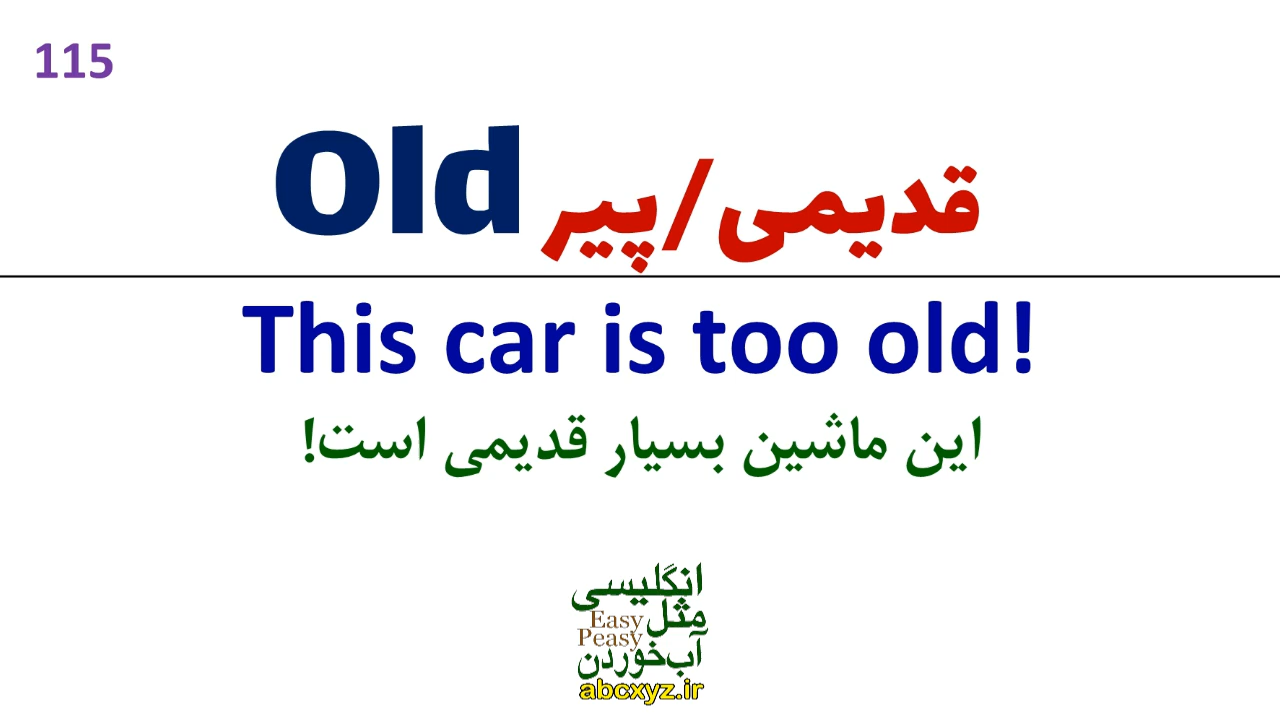 115
Old قدیمی/پیر
This car is too old!
این ماشین بسیار قدیمی است!
انگلیسی
مثل
Easy
Peasy
آب‌خوردن
abcxyz.ir